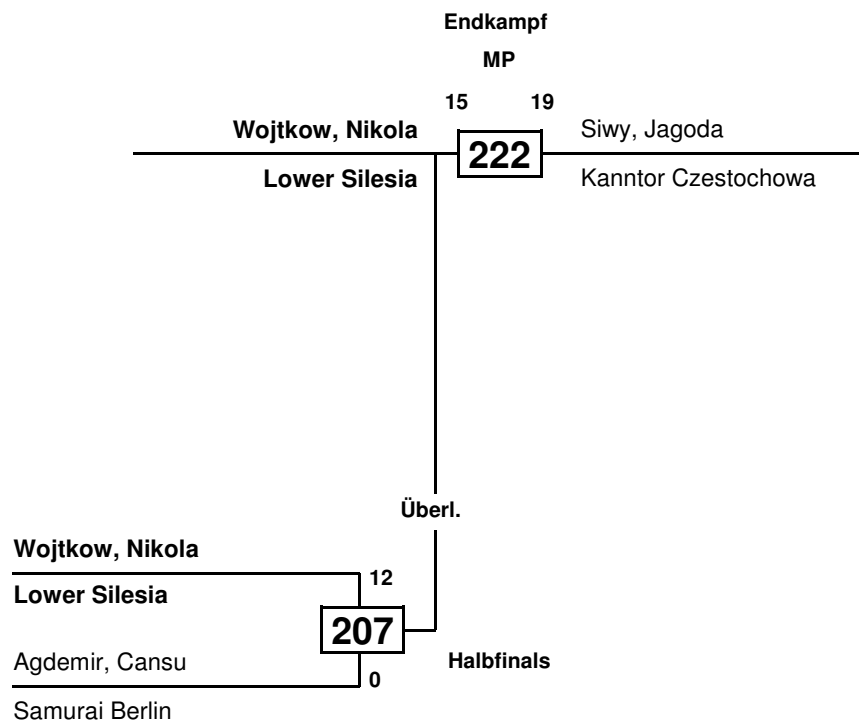 Endkampf
MP
15 19
Wojtkow, Nikola 222 Siwy, Jagoda
Lower Silesia Kanntor Czestochowa
Überl.
Wojtkow, Nikola
12
Lower Silesia
207
Agdemir, Cansu Halbfinals
0
Samurai Berlin